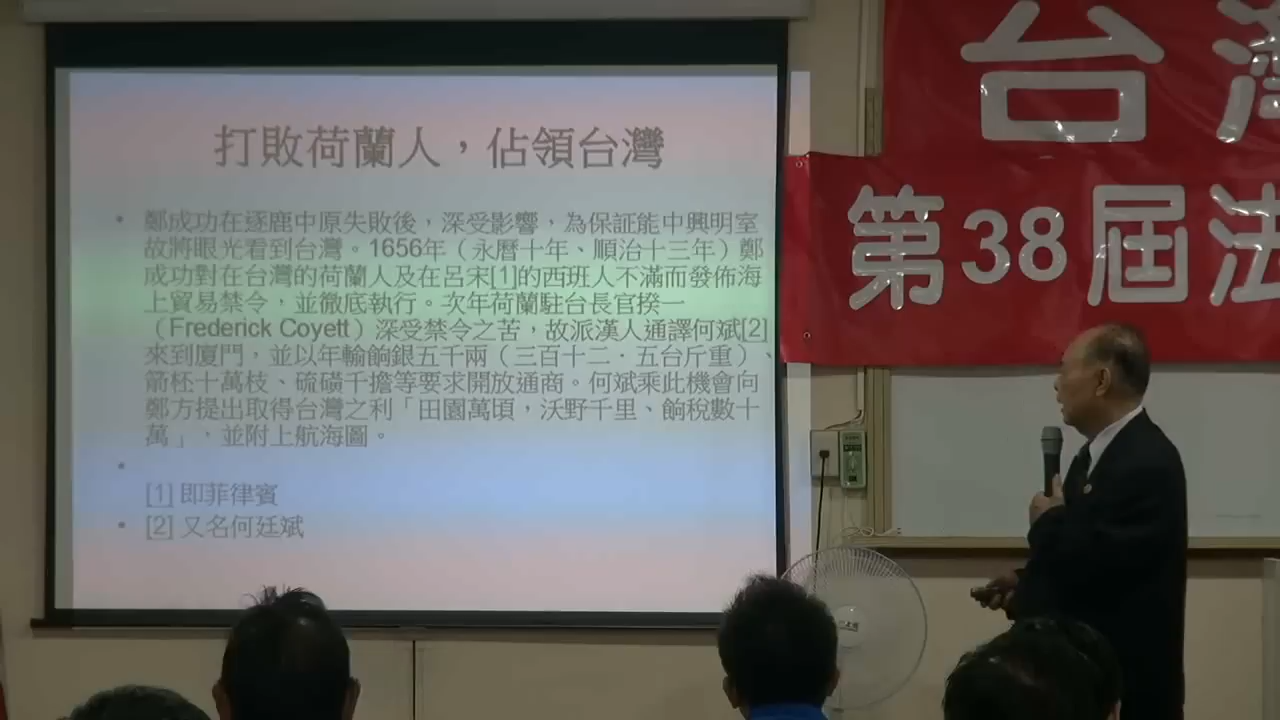 打敗荷蘭人，佔領台灣
• 鄭成功在逐鹿中原失敗後，深受影響，為保証能中興明室
故將眼光看到台灣。1656年（永曆十年、順治十三年）鄭
成功對在台灣的荷蘭人及在呂宋[1]的西班人不滿而發佈海
上貿易禁令，並徹底執行。次年荷蘭駐台長官揆一
（Frederick Coyett）深受禁令之苦，故派漢人通譯何斌[2]
來到廈門，並以年輸餉銀五千兩（三百十二．五台斤重）、
箭柸十萬枝、硫磺千擔等要求開放通商。何斌乘此機會向
鄭方提出取得台灣之利「田園萬頃，沃野千里、餉稅數十
萬」，並附上航海圖。
•
[1] 即菲律賓
• [2] 又名何廷斌
台灣
第38屆法